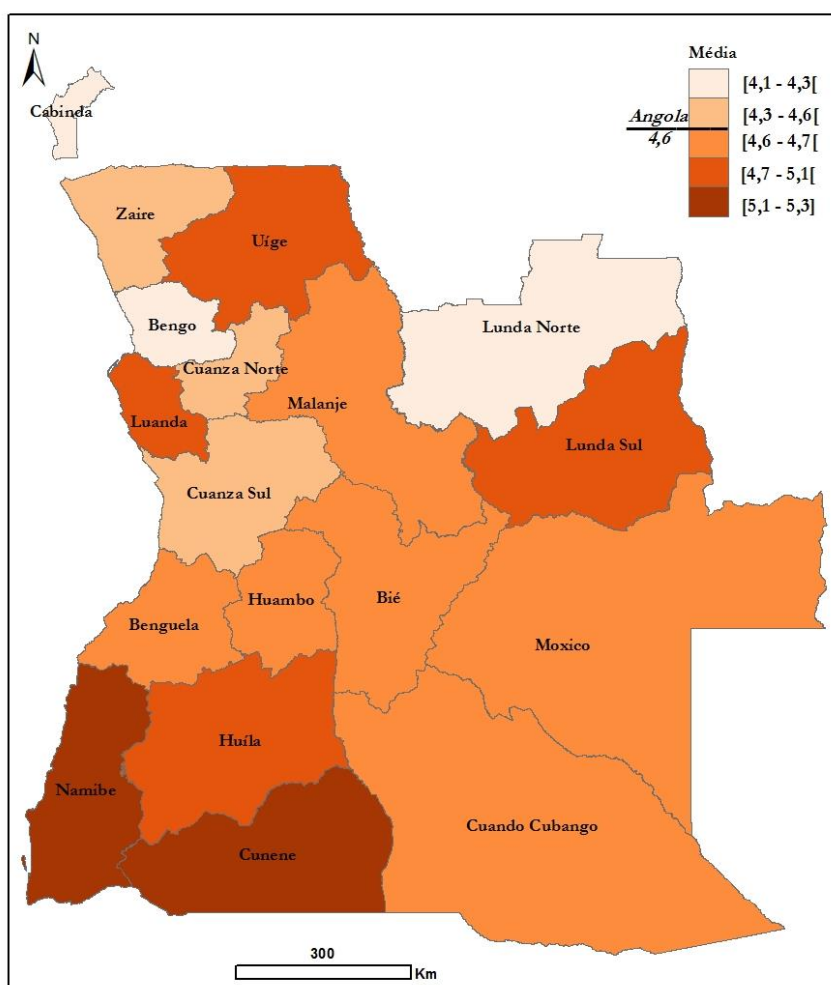 N
Média
[4,1 - 4,3[
[4,3 - 4,6[
Angola
4,6
[4,6 - 4,7[
[4,7 - 5,1[
[5,1 - 5,3]
Cabinda
Zaire
Uíge
Bengo
Lunda Norte
Cuanza Norte
Malanje
Luanda
Lunda Sul
Cuanza Sul
Huambo
Bié
Benguela
Moxico
Huíla
Namibe
Cuando Cubango
Cunene
300
Km